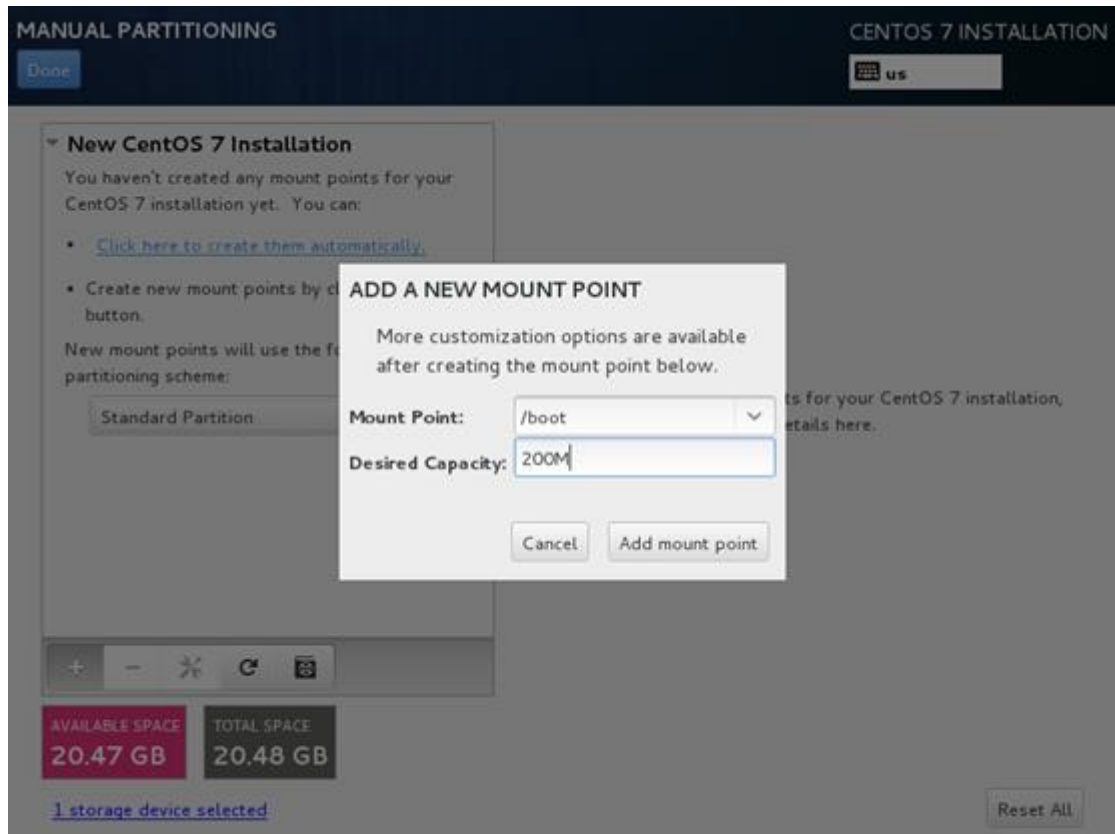 MANUAL PARTITIONING
CENTOS 7 INSTALLATION
Done
us
New CentOS 7 Installation
You haven't created any mount points for your
CentOS 7 installation yet. You can:
• Click here to create them automatically.
• Create new mount points by cl
button.
New mount points will use the fo
partitioning scheme:
Standard Partition
ts for your CentOS 7 installation,
etails here.
ADD A NEW MOUNT POINT
More customization options are available
after creating the mount point below.
Mount Point: /boot
Desired Capacity: 200M
Cancel Add mount point
AVAILABLE SPACE
20.47 GB
TOTAL SPACE
20.48 GB
1 storage device selected
Reset All